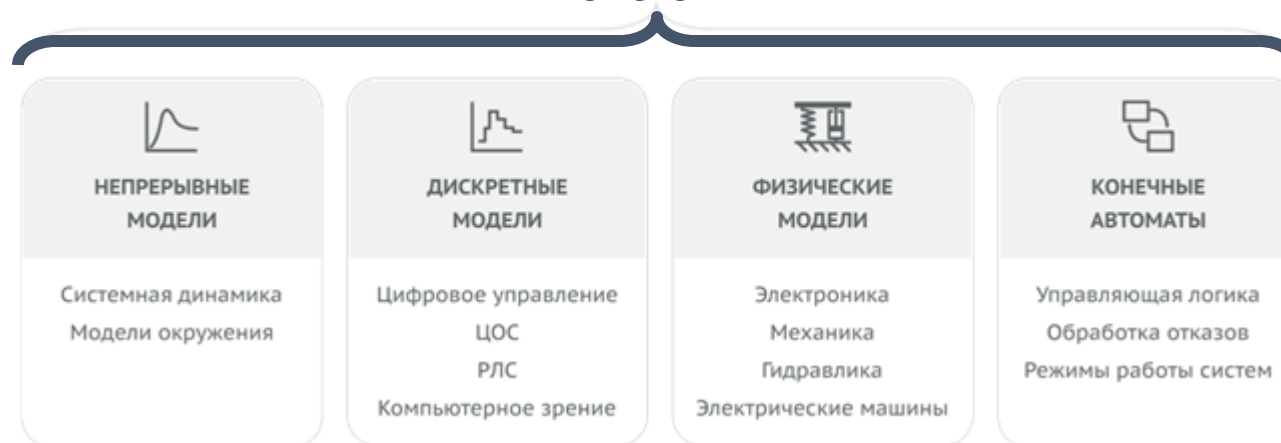 НЕПРЕРЫВНЫЕ
МОДЕЛИ
Системная динамика
Модели окружения
ДИСКРЕТНЫЕ
МОДЕЛИ
Цифровое управление
ЦОС
РЛС
Компьютерное зрение
ФИЗИЧЕСКИЕ
МОДЕЛИ
Электроника
Механика
Гидравлика
Электрические машины
КОНЕЧНЫЕ
АВТОМАТЫ
Управляющая логика
Обработка отказов
Режимы работы систем